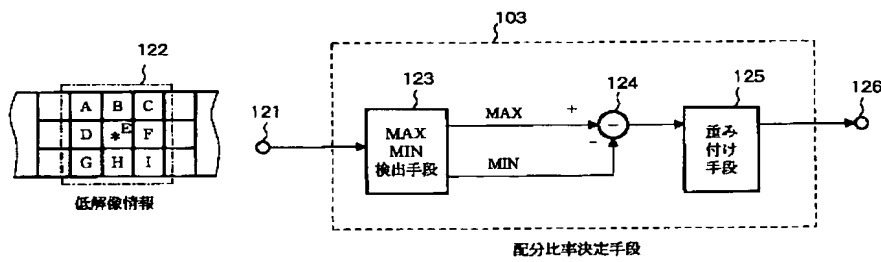 103
122
A B C
D *E F
G H I
低解像情報
121
123
MAX
MIN
検出手段
MAX
MIN
+
-
124
-
125
重み
付け
手段
126
配分比率決定手段